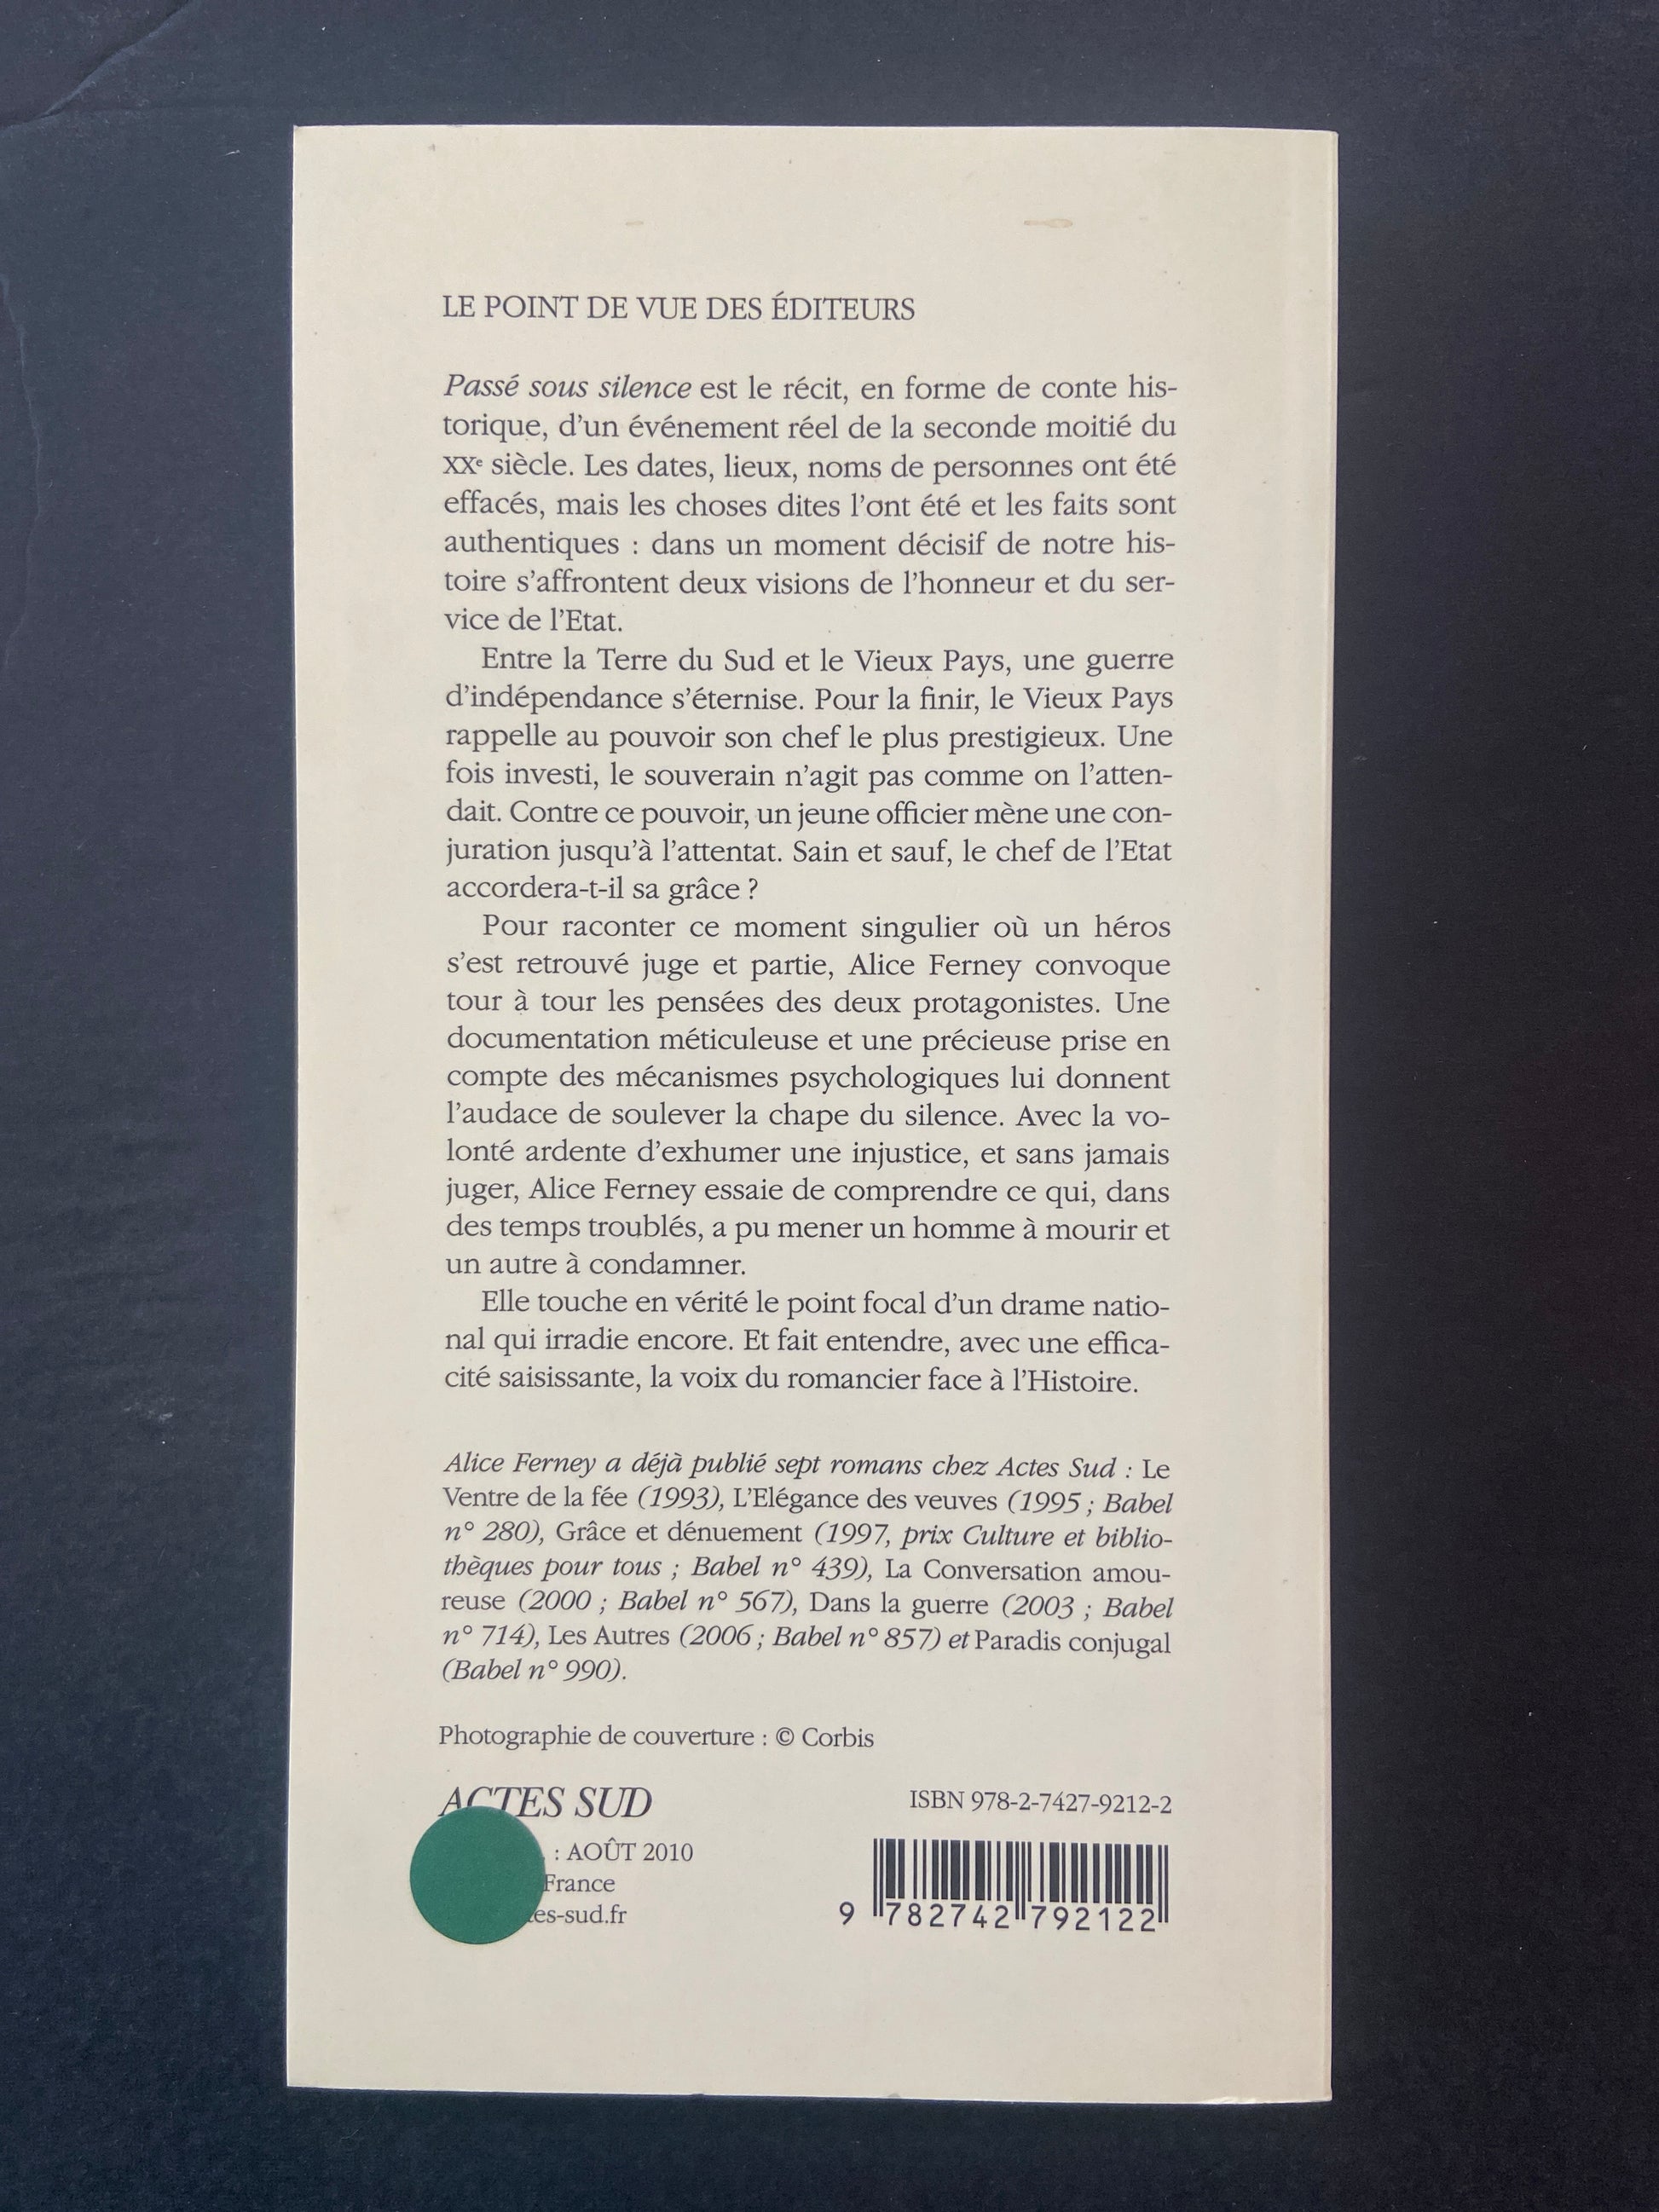 LE POINT DE VUE DES ÉDITEURS
Passé sous silence est le récit, en forme de conte his-
torique, d'un événement réel de la seconde moitié du
XXe siècle. Les dates, lieux, noms de personnes ont été
effacés, mais les choses dites l'ont été et les faits sont
authentiques : dans un moment décisif de notre his-
toire s'affrontent deux visions de l'honneur et du ser-
vice de l'Etat.
Entre la Terre du Sud et le Vieux Pays, une guerre
d'indépendance s'éternise. Pour la finir, le Vieux Pays
rappelle au pouvoir son chef le plus prestigieux. Une
fois investi, le souverain n'agit pas comme on l'atten-
dait. Contre ce pouvoir, un jeune officier mène une con-
juration jusqu'à l'attentat. Sain et sauf, le chef de l'Etat
accordera-t-il sa grâce ?
Pour raconter ce moment singulier où un héros
s'est retrouvé juge et partie, Alice Ferney convoque
tour à tour les pensées des deux protagonistes. Une
documentation méticuleuse et une précieuse prise en
compte des mécanismes psychologiques lui donnent
l'audace de soulever la chape du silence. Avec la vo-
lonté ardente d'exhumer une injustice, et sans jamais
juger, Alice Ferney essaie de comprendre ce qui, dans
des temps troublés, a pu mener un homme à mourir et
un autre à condamner.
Elle touche en vérité le point focal d'un drame natio-
nal qui irradie encore. Et fait entendre, avec une effica-
cité saisissante, la voix du romancier face à l'Histoire.
Alice Ferney a déjà publié sept romans chez Actes Sud : Le
Ventre de la fée (1993), L'Elégance des veuves (1995 ; Babel
n° 280), Grâce et dénuement (1997, prix Culture et biblio-
thèques pour tous ; Babel n° 439), La Conversation amou-
reuse (2000 ; Babel n° 567), Dans la guerre (2003 ; Babel
n° 714), Les Autres (2006 ; Babel n° 857) et Paradis conjugal
(Babel n° 990).
Photographie de couverture : © Corbis
ACTES SUD
: AOÛT 2010
France
es-sud.fr
ISBN 978-2-7427-9212-2
9 782742 792122